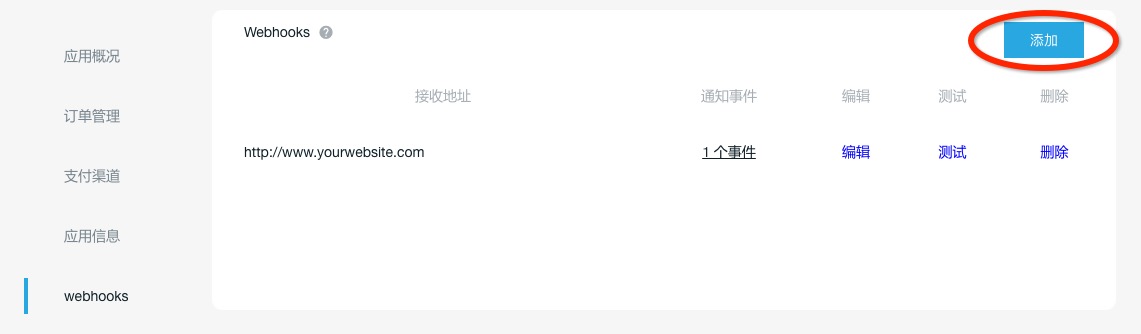 Webhooks ?
添加
应用概况
订单管理
支付渠道
应用信息
webhooks
接收地址 通知事件 编辑 测试 删除
http://www.yourwebsite.com 1 个事件 编辑 测试 删除